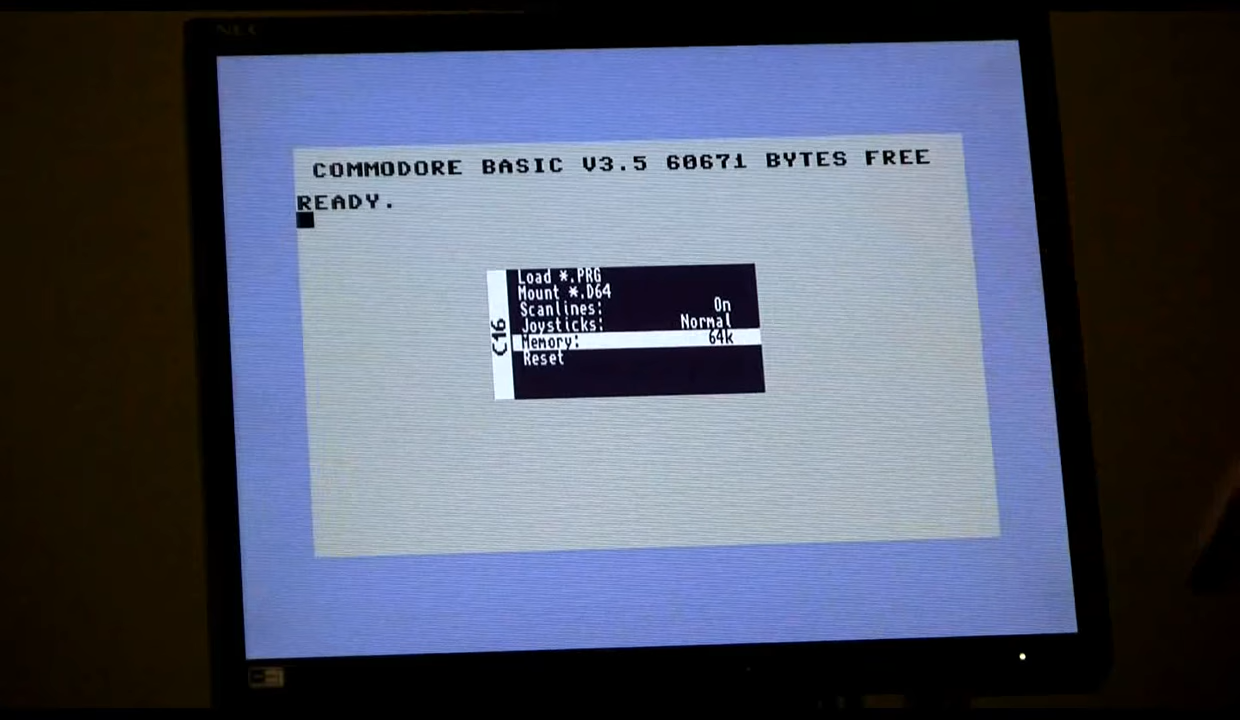 NEC
COMMODORE BASIC V3.5 60671 BYTES FREE
READY.
C16
Load *.PRG
Mount *.D64
Scanlines: On
Joysticks: Normal
Memory: 64k
Reset